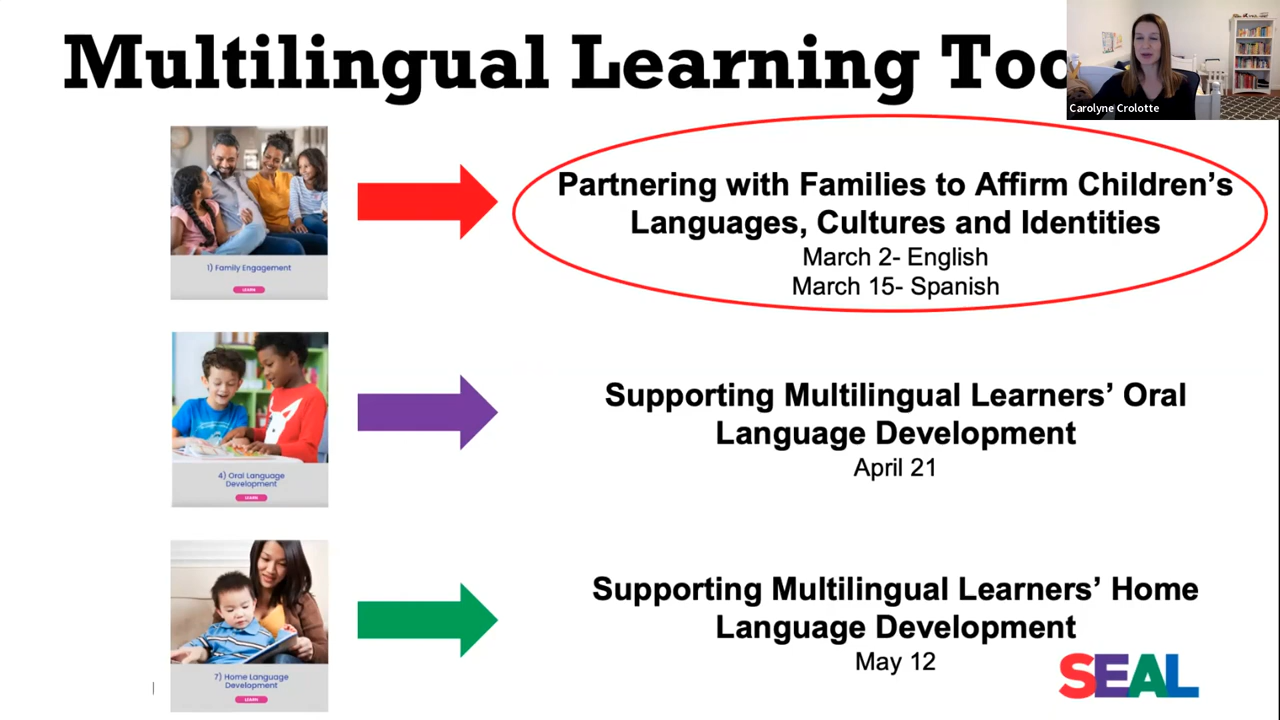 Multilingual Learning Too
Carolyne Crolotte
Partnering with Families to Affirm Children's
Languages, Cultures and Identities
March 2- English
March 15- Spanish
1) Family Engagement
LEARN
Supporting Multilingual Learners' Oral
Language Development
April 21
4) Oral Language
Development
LEARN
Supporting Multilingual Learners' Home
Language Development
May 12
7) Home Language
Development
LEARN
SEAL